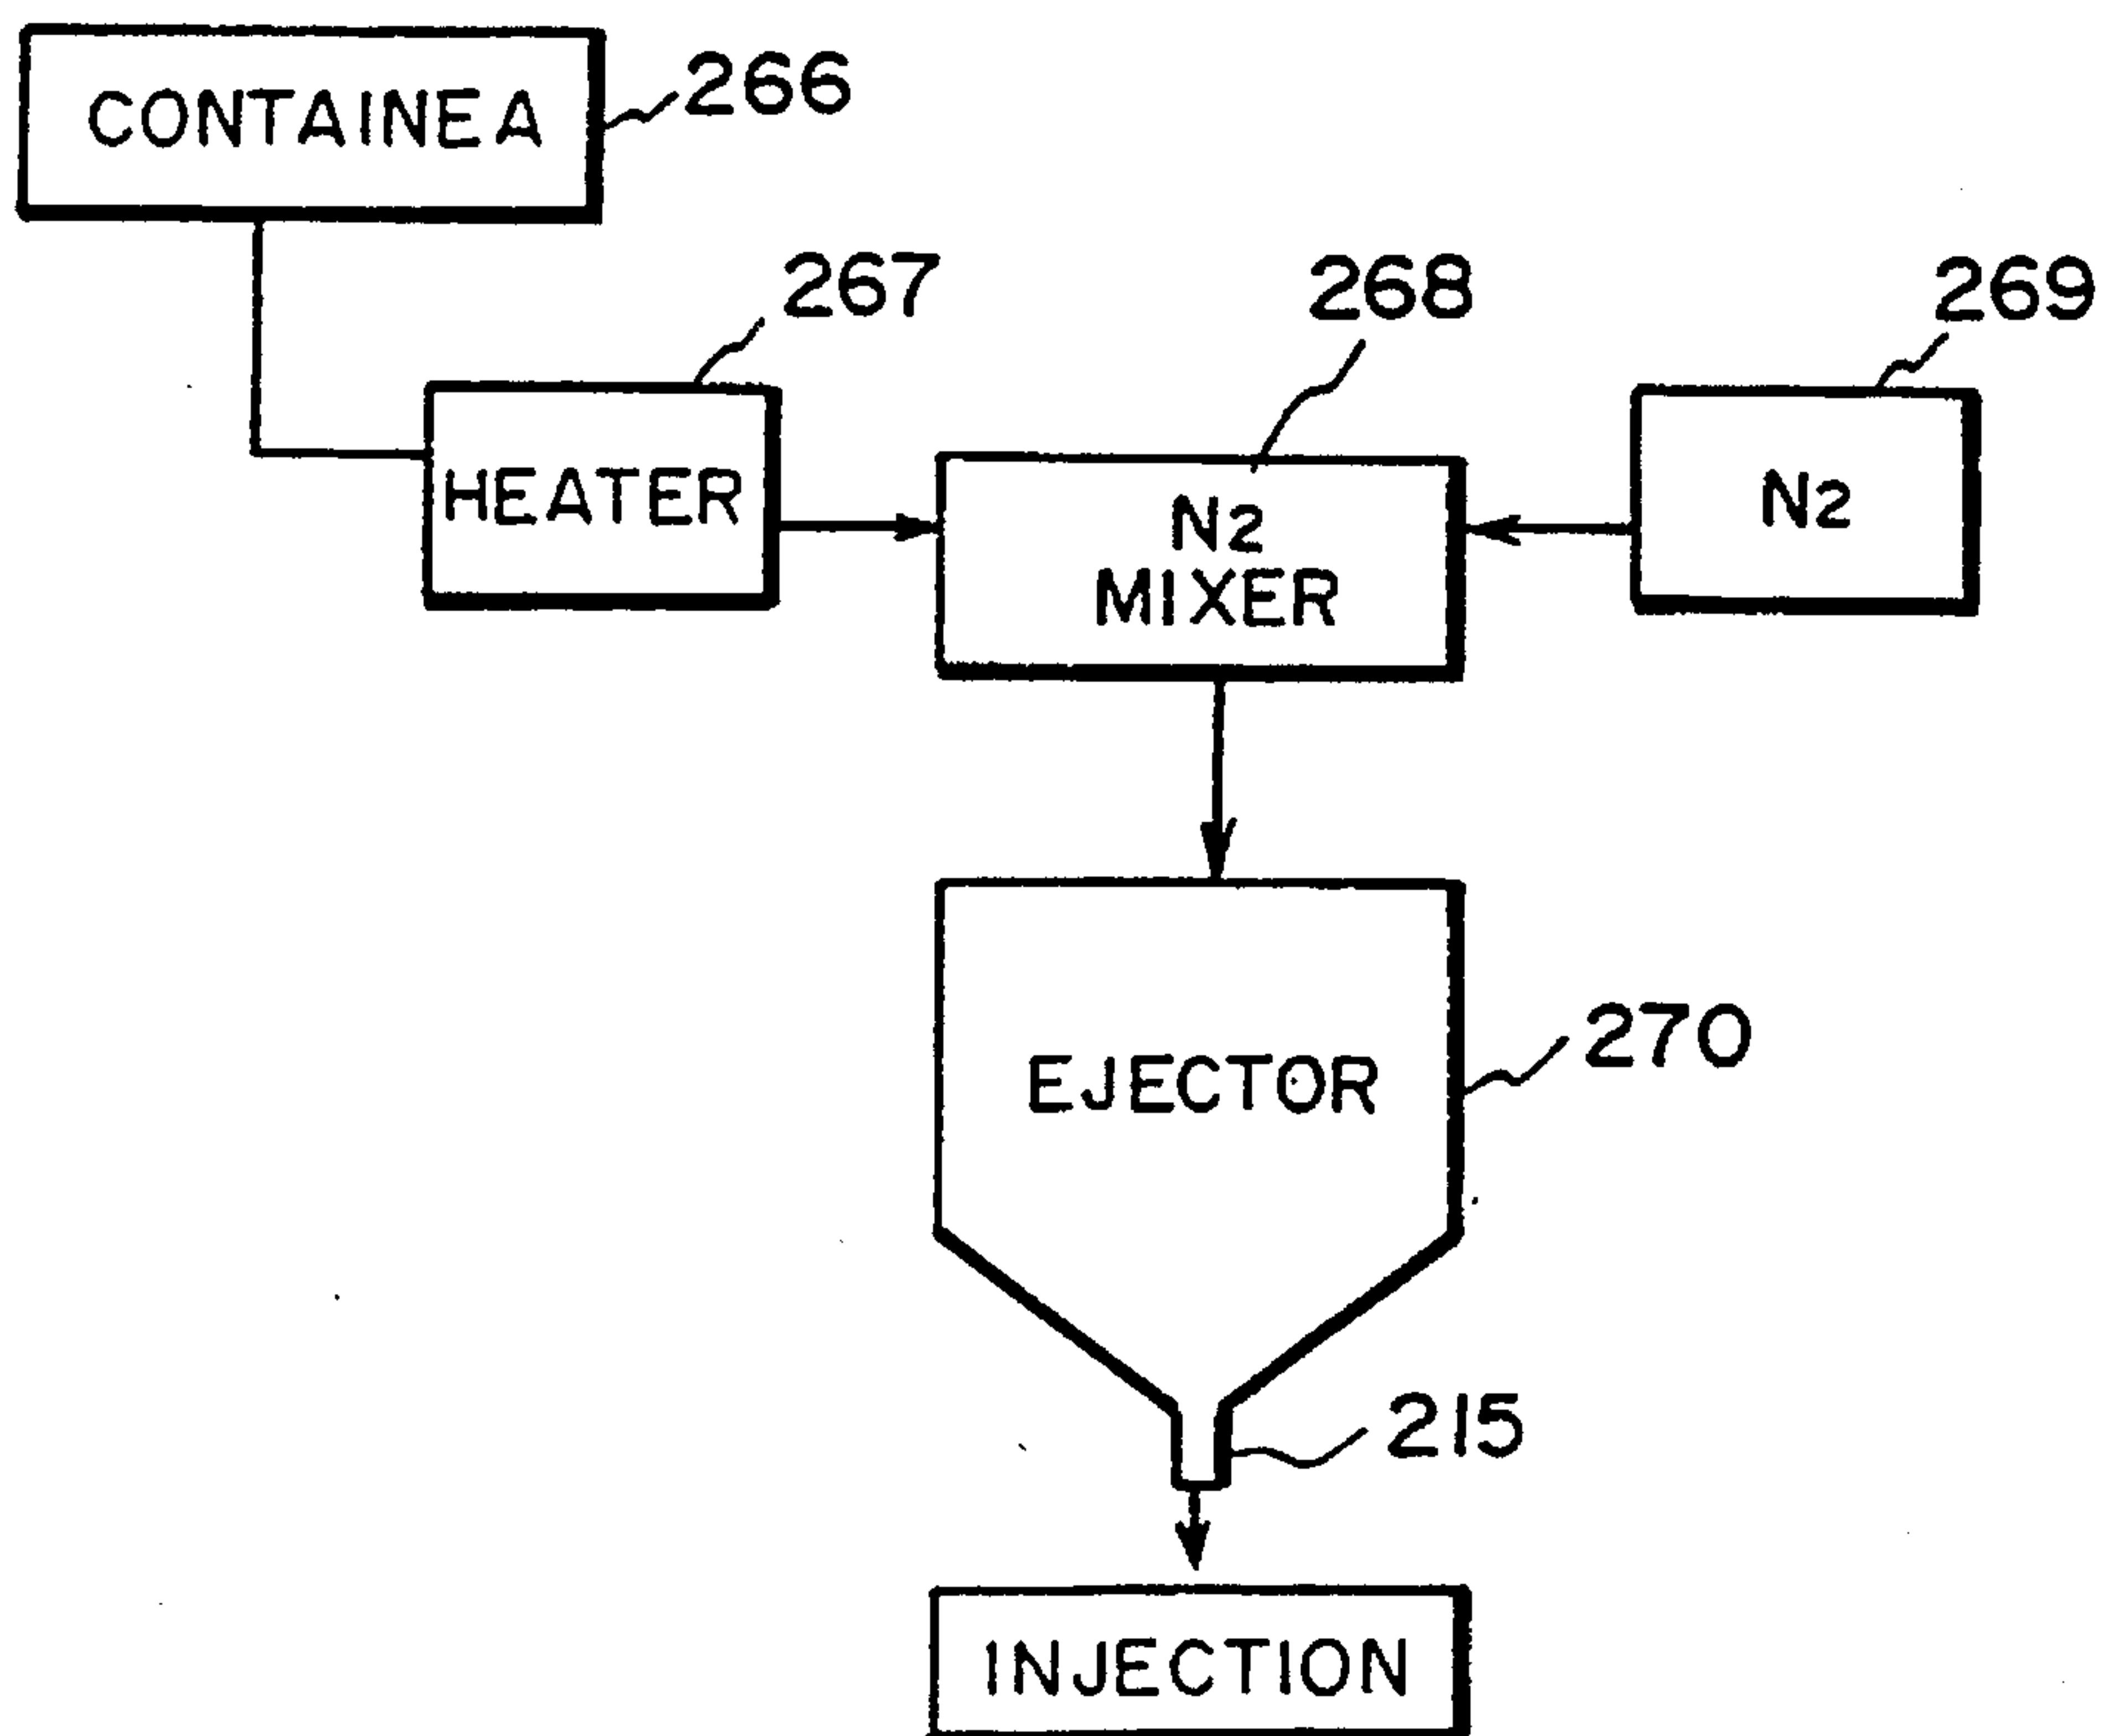 CONTAINEA
266
267
268
269
HEATER
N2
MIXER
N2
EJECTOR
270
215
INJECTION